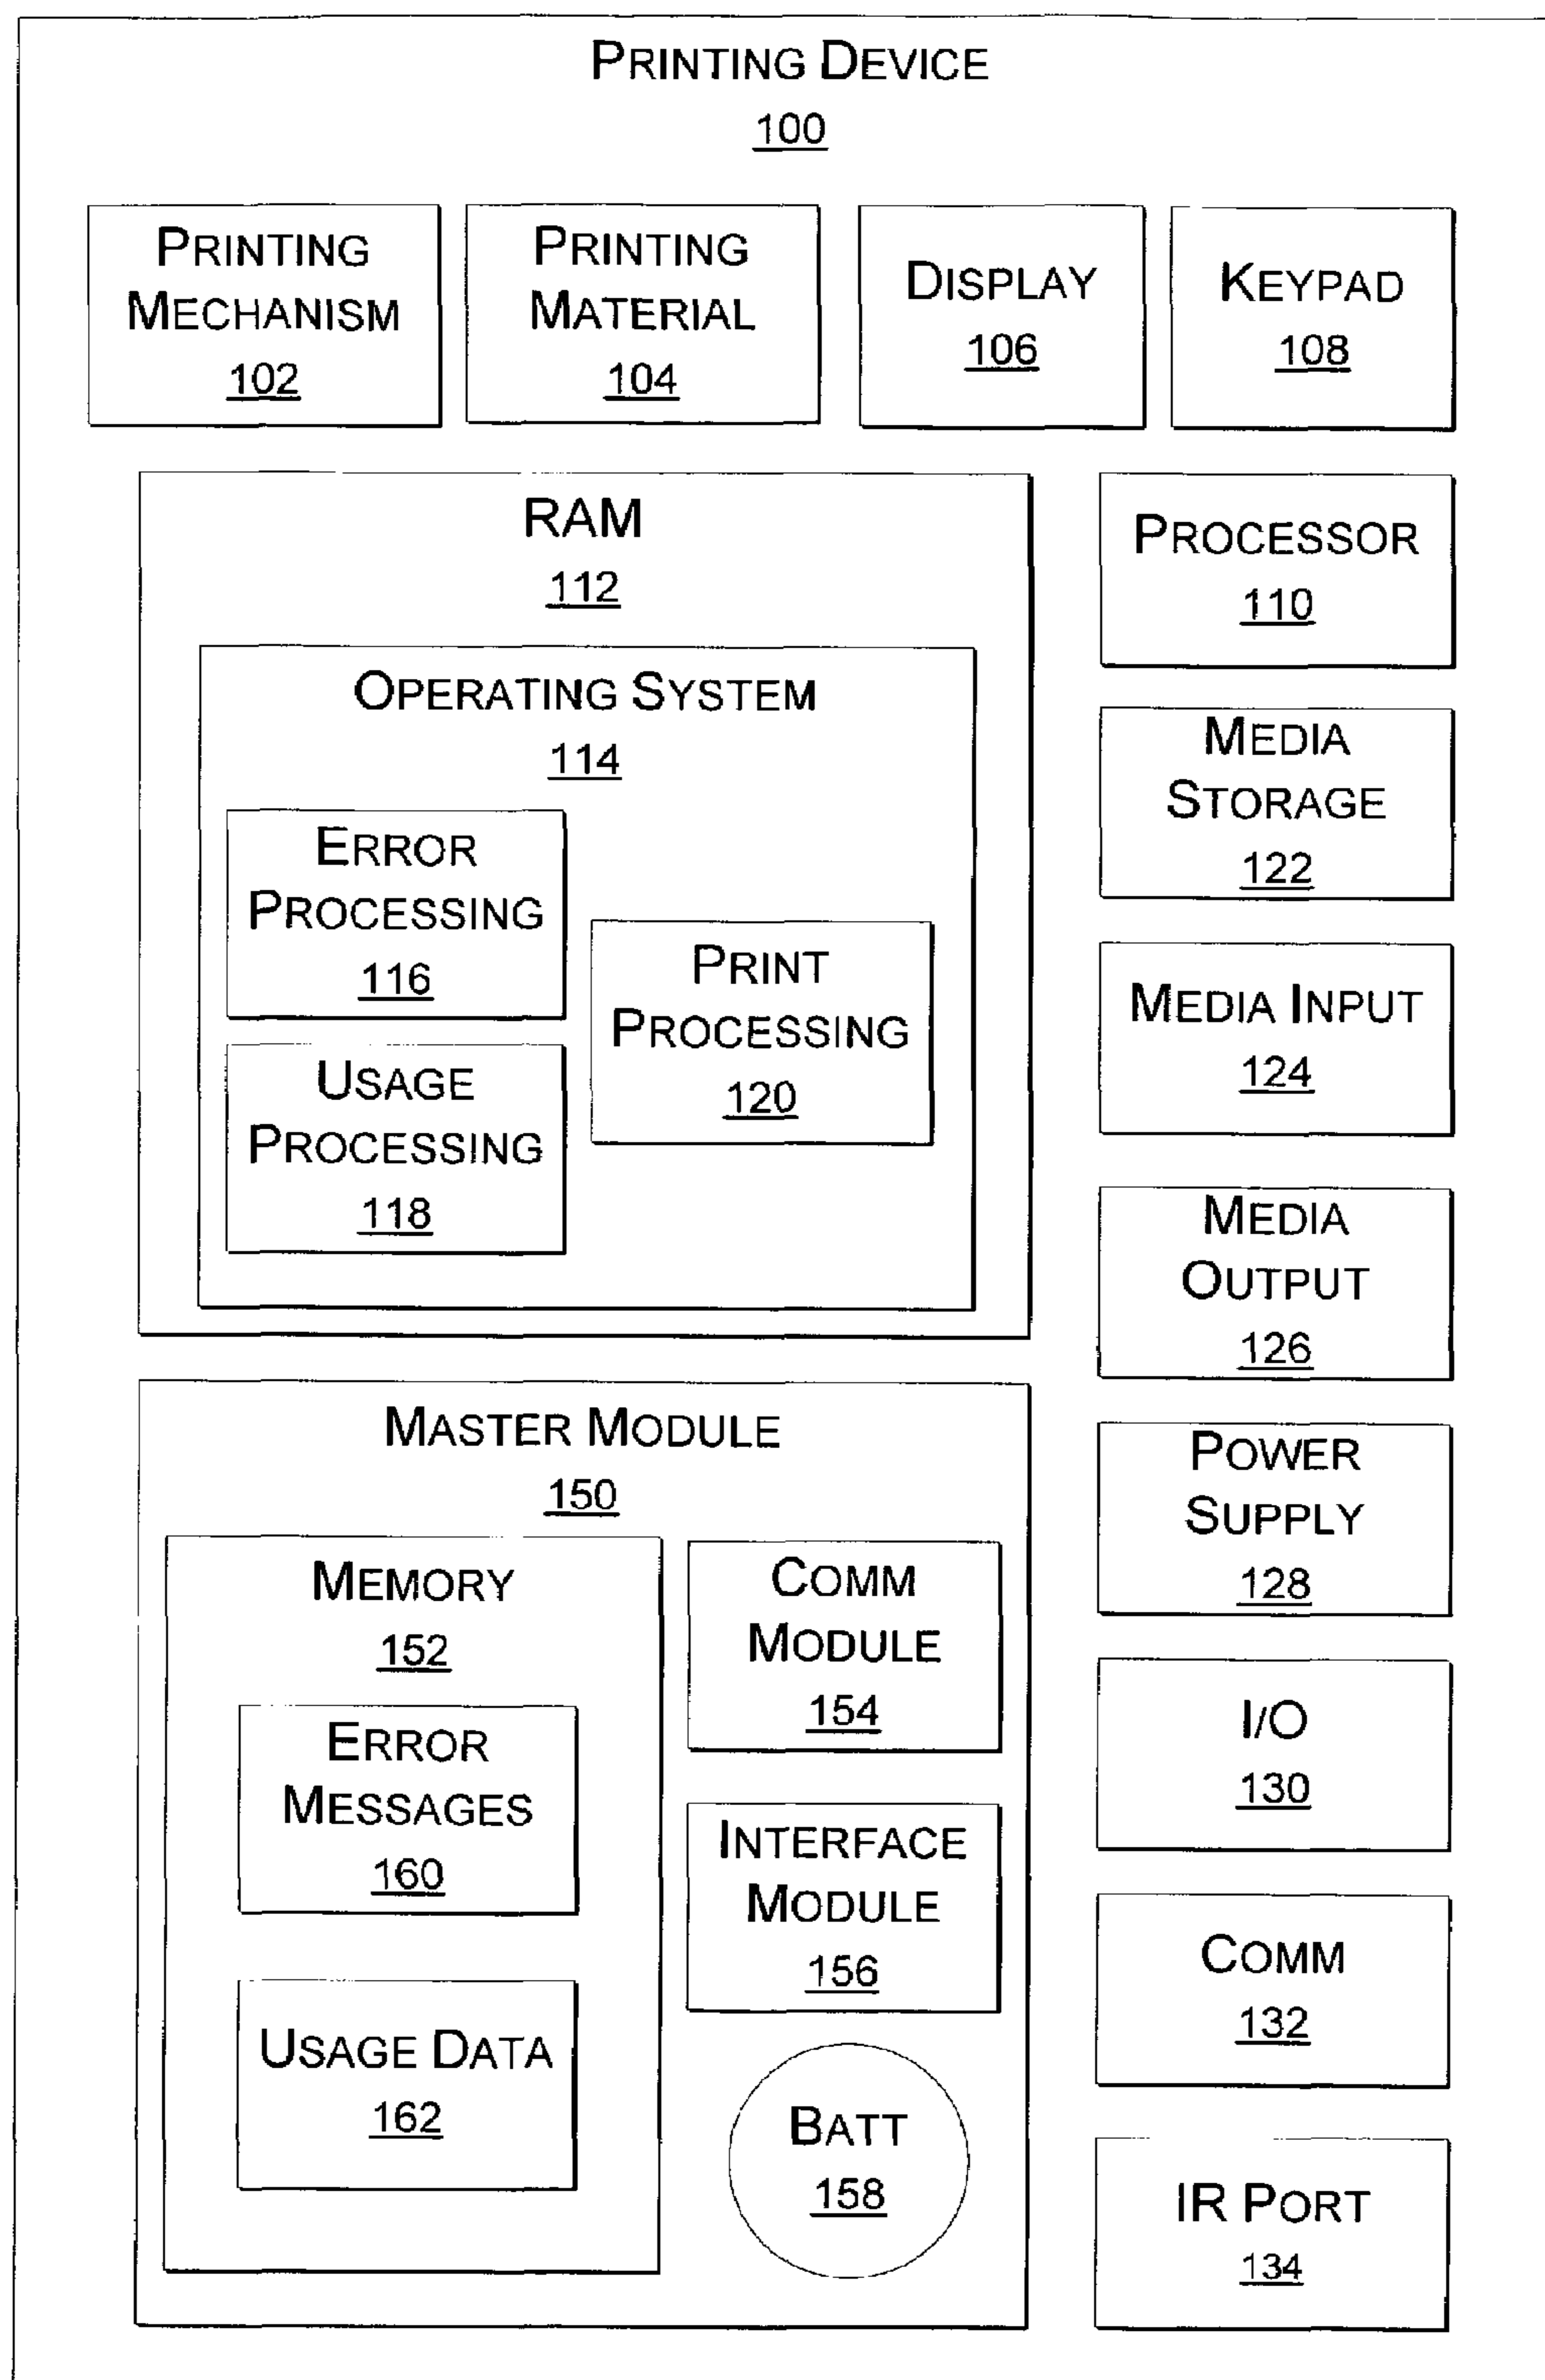 PRINTING DEVICE
100
PRINTING
MECHANISM
102
PRINTING
MATERIAL
104
DISPLAY
106
KEYPAD
108
RAM
112
OPERATING SYSTEM
114
ERROR
PROCESSING
116
USAGE
PROCESSING
118
PRINT
PROCESSING
120
PROCESSOR
110
MEDIA
STORAGE
122
MEDIA INPUT
124
MEDIA
OUTPUT
126
MASTER MODULE
150
MEMORY
152
ERROR
MESSAGES
160
USAGE DATA
162
COMM
MODULE
154
INTERFACE
MODULE
156
BATT
158
POWER
SUPPLY
128
I/O
130
COMM
132
IR PORT
134